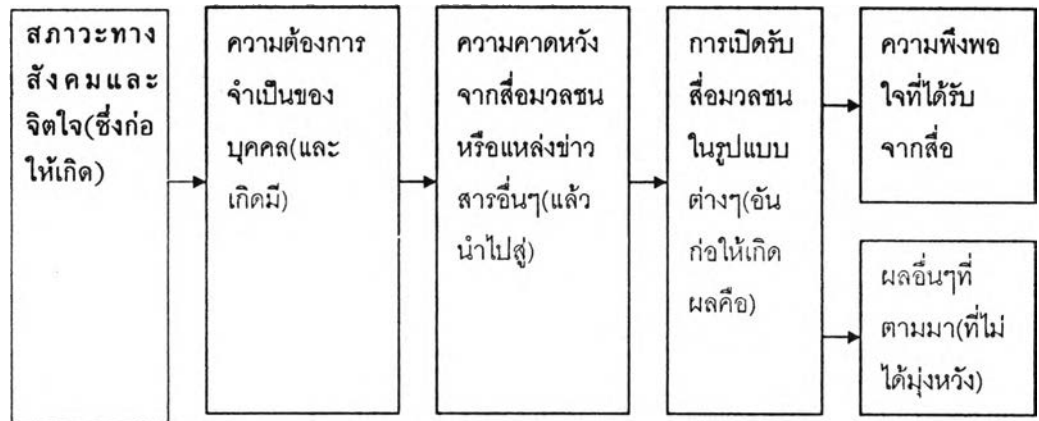 สภาวะทาง
สังคมและ
จิตใจ(ซึ่งก่อ
ให้เกิด)
ความต้องการ
จำเป็นของ
บุคคล(และ
เกิดมี)
ความคาดหวัง
จากสื่อมวลชน
หรือแหล่งข่าว
สารอื่นๆ(แล้ว
นำไปสู่)
การเปิดรับ
สื่อมวลชน
ในรูปแบบ
ต่างๆ(อัน
ก่อให้เกิด
ผลคือ)
ความพึงพอ
ใจที่ได้รับ
จากสื่อ
ผลอื่นๆที่
ตามมา(ที่ไม่
ได้มุ่งหวัง)